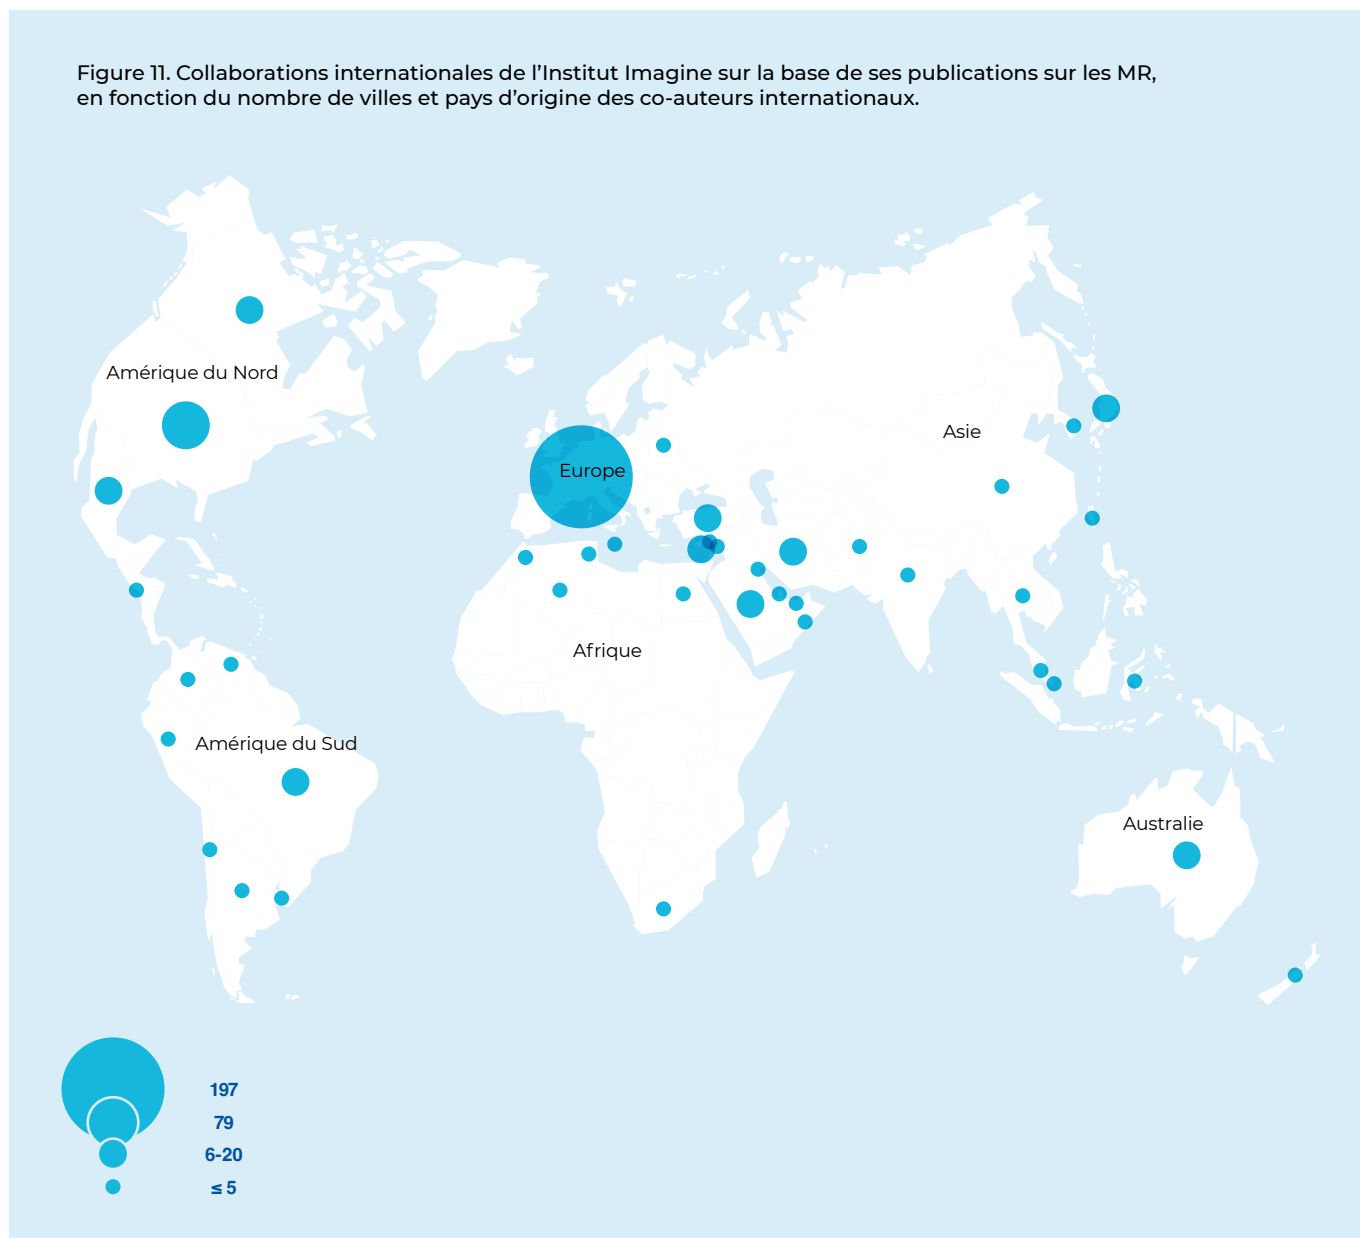 Figure 11. Collaborations internationales de l’Institut Imagine sur la base de ses publications sur les MR,
en fonction du nombre de villes et pays d’origine des co-auteurs internationaux.
Amérique du Nord
Asie
Europe
Afrique
Amérique du Sud
Australie
197
79
6-20
≤ 5